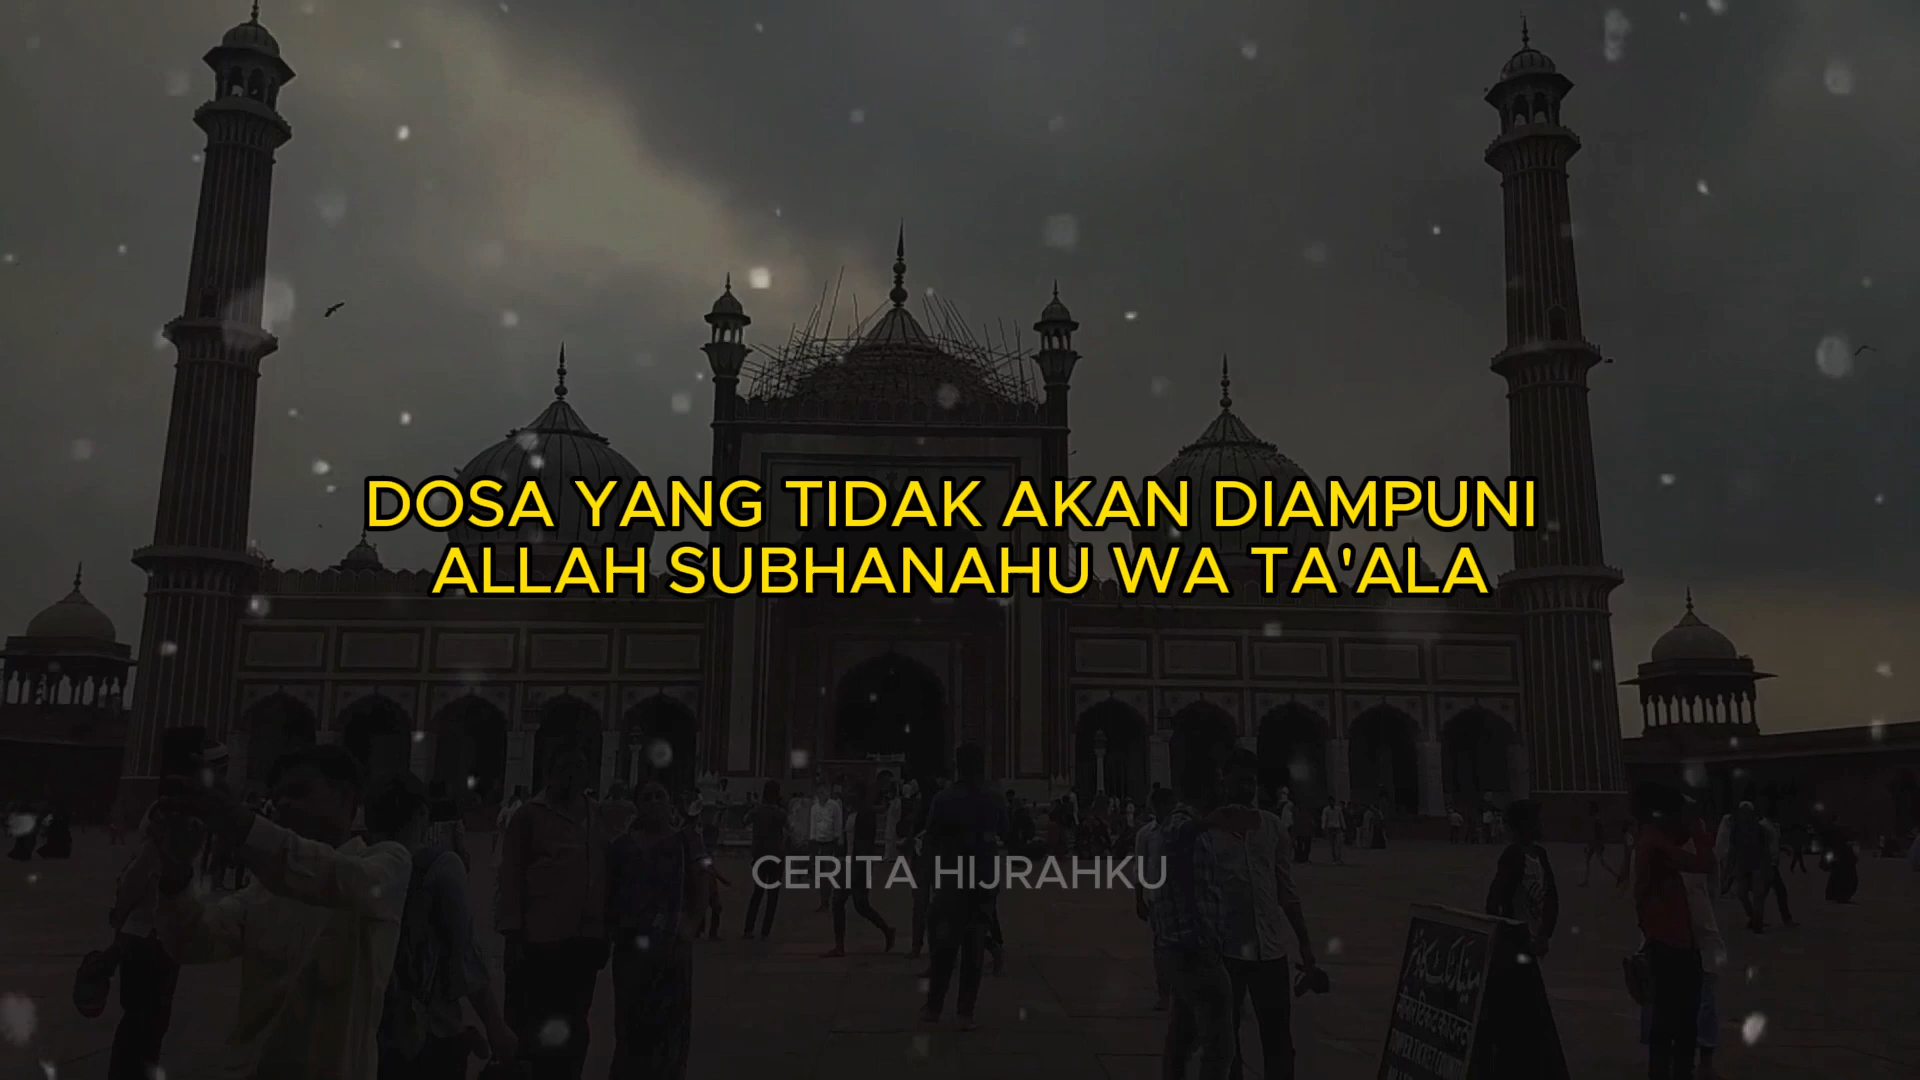 DOSA YANG TIDAK AKAN DIAMPUNI
ALLAH SUBHANAHU WA TA'ALA
CERITA HIJRAHKU